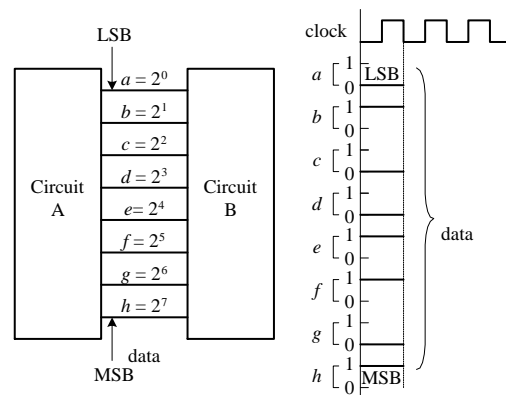 LSB
a = 2⁰
b = 2¹
c = 2²
d = 2³
e= 2⁴
f = 2⁵
g = 2⁶
h = 2⁷
Circuit
A
Circuit
B
data
MSB
clock
a 1 LSB
0
b 1
0
c 1
0
d 1
0
e 1
0
f 1
0
g 1
0
h 1
MSB
0
data